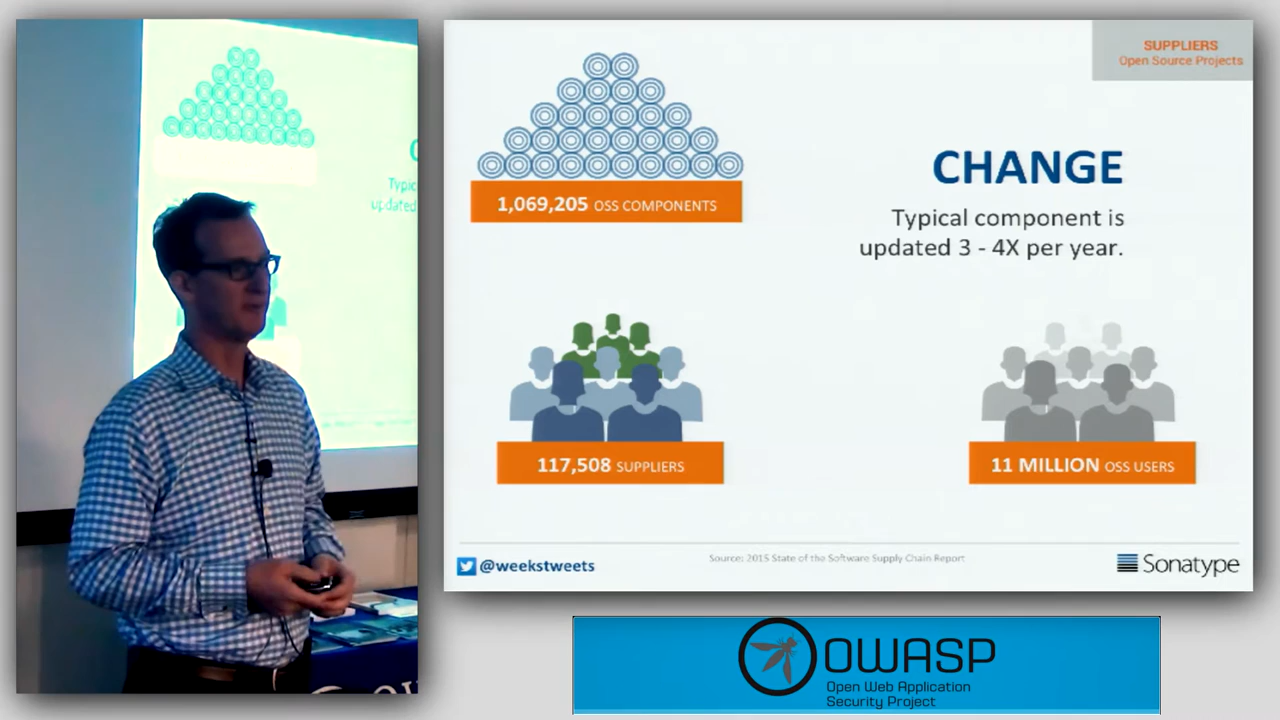 SUPPLIERS
Open Source Projects
CHANGE
Typical component is
updated 3 - 4X per year.
1,069,205 OSS COMPONENTS
117,508 SUPPLIERS
11 MILLION OSS USERS
@weekstweets
Source: 2015 State of the Software Supply Chain Report
Sonatype
Typic
updated
OWASP
Open Web Application
Security Project